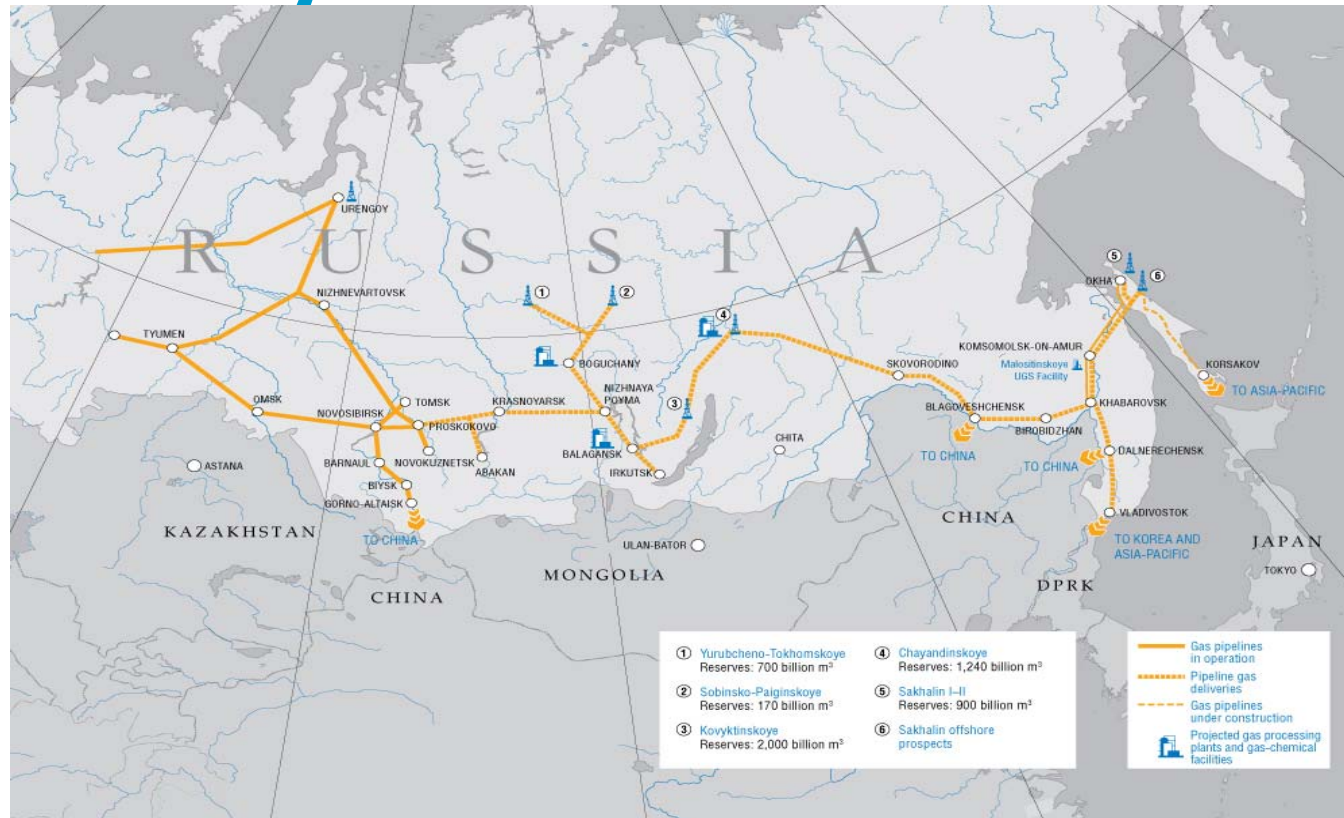 URENGOY
RUSSIA
NIZHNEVARTOVSK
TYUMEN
OMSK
NOVOSIBIRSK
TOMSK
PROSKOKOVO
BARNAUL
NOVOKUZNETSK
BIYSK
GORNO-ALTAISK
TO CHINA
ABAKAN
KRASNOYARSK
1
2
BOGUCHANY
NIZHNAYA
POYMA
BALAGANSK
IRKUTSK
3
4
CHITA
SKOVORODINO
BLAGOVESHCHENSK
TO CHINA
BIROBIDZHAN
5
6
OKHA
KOMSOMOLSK-ON-AMUR
Malositinskoye
UGS Facility
KHABAROVSK
KORSAKOV
TO ASIA-PACIFIC
TO CHINA
DALNERECHENSK
VLADIVOSTOK
TO KOREA AND
ASIA-PACIFIC
ASTANA
KAZAKHSTAN
CHINA
ULAN-BATOR
MONGOLIA
CHINA
DPRK
JAPAN
TOKYO
1 Yurubcheno-Tokhomskoye
Reserves: 700 billion m³
2 Sobinsko-Paiginskoye
Reserves: 170 billion m³
3 Kovyktinskoye
Reserves: 2,000 billion m³
4 Chayandinskoye
Reserves: 1,240 billion m³
5 Sakhalin I–II
Reserves: 900 billion m³
6 Sakhalin offshore
prospects
Gas pipelines
in operation
Pipeline gas
deliveries
Gas pipelines
under construction
Projected gas processing
plants and gas-chemical
facilities